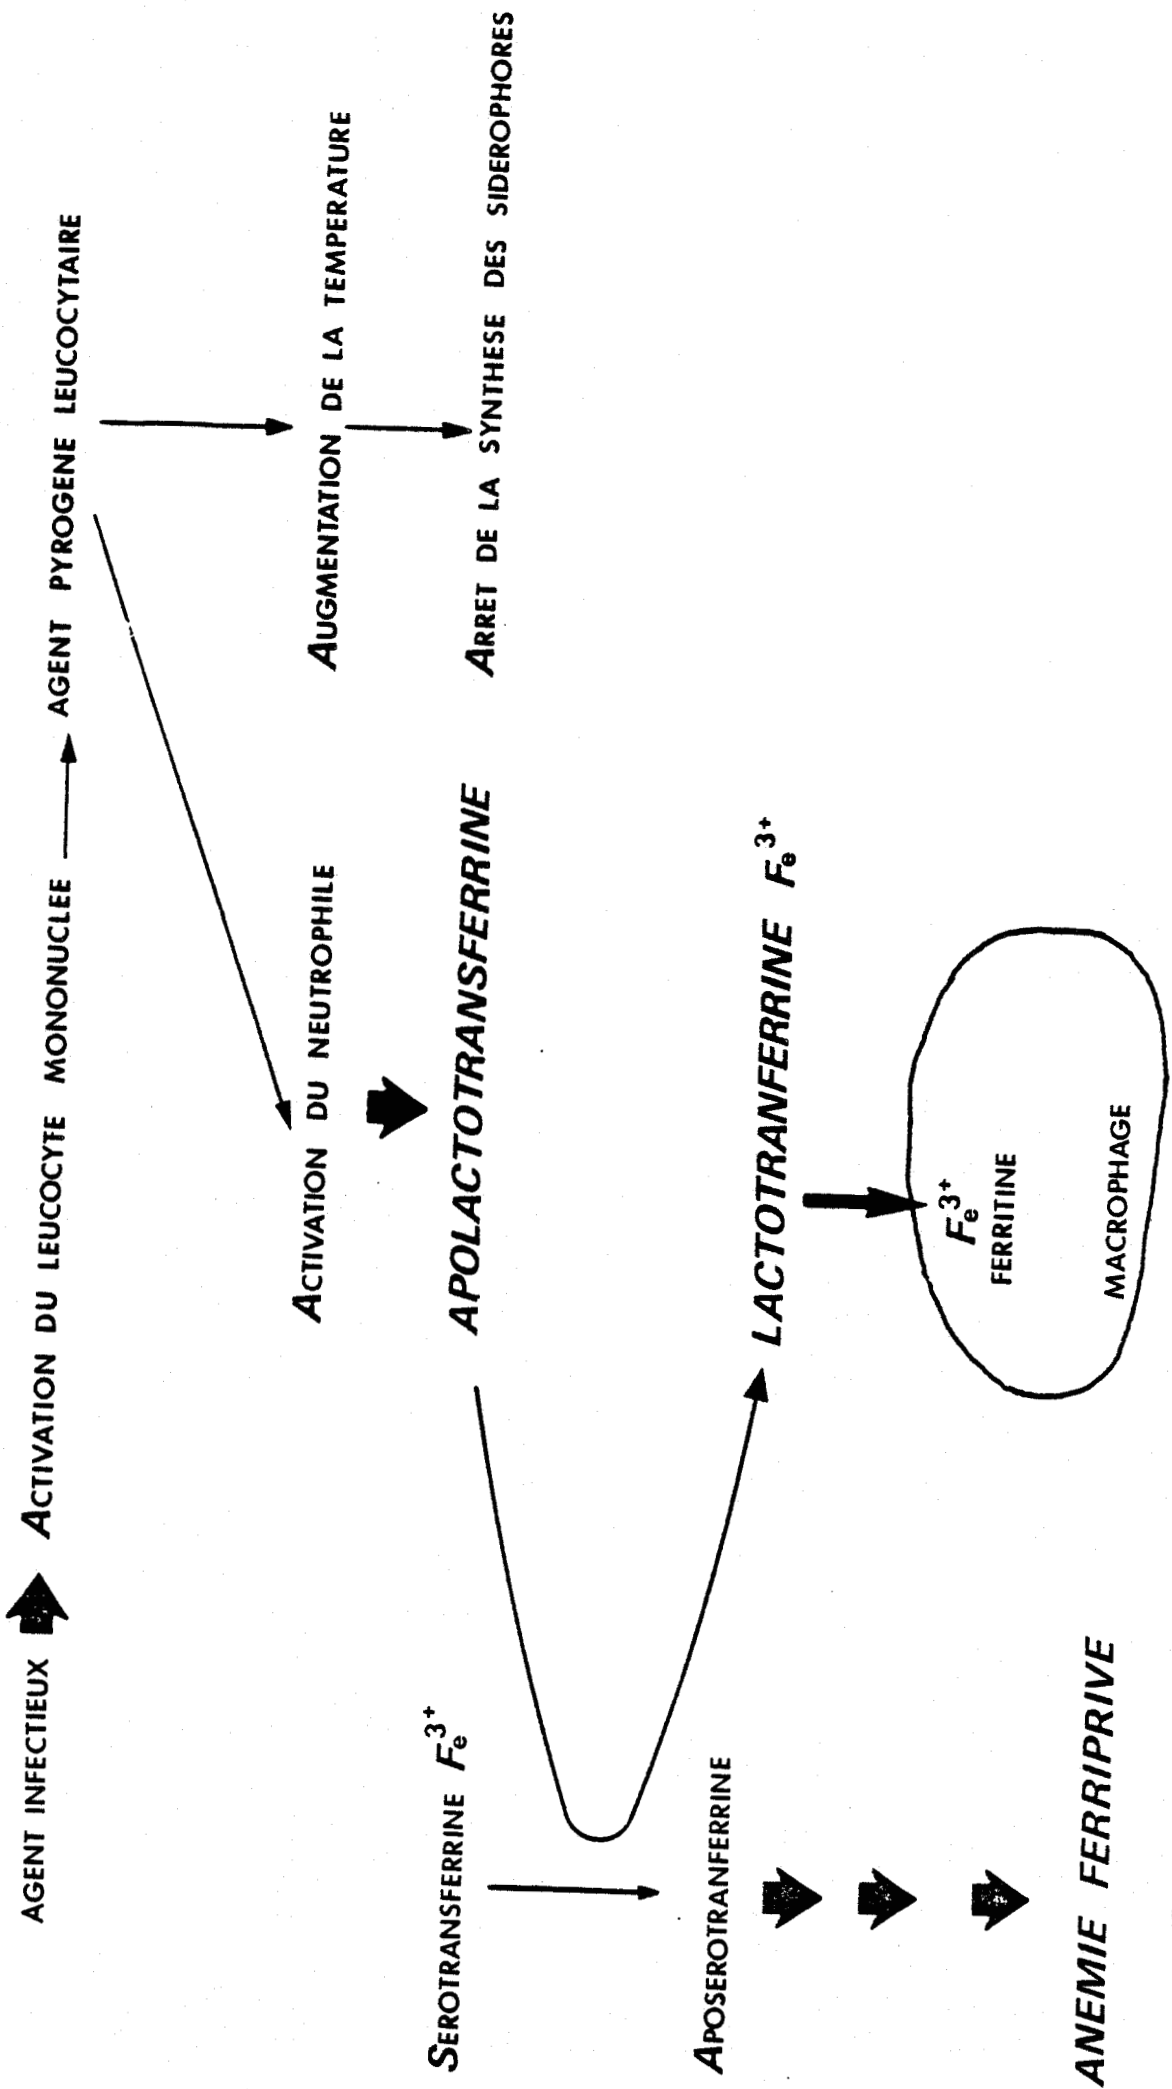 AGENT INFECTIEUX
ACTIVATION DU LEUCOCYTE MONONUCLEE
AGENT PYROGENE LEUCOCYTAIRE
ACTIVATION DU NEUTROPHILE
AUGMENTATION DE LA TEMPERATURE
SEROTRANSFERRINE Fe3+
APOLACTOTRANSFERRINE
ARRET DE LA SYNTHESE DES SIDEROPHORES
APOSEROTRANFERRINE
LACTOTRANFERRINE Fe3+
Fe3+
FERRITINE
MACROPHAGE
ANEMIE FERRIPRIVE